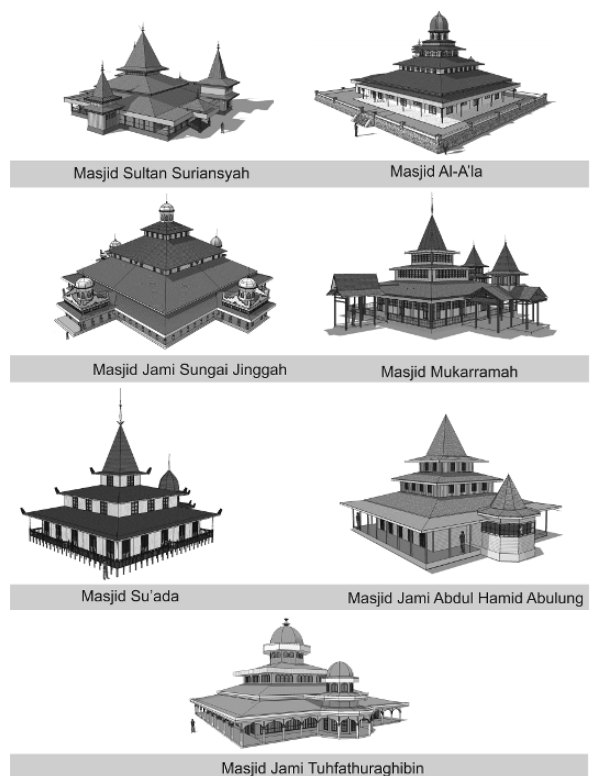 Masjid Sultan Suriansyah
Masjid Al-A'la
Masjid Jami Sungai Jinggah
Masjid Mukarramah
Masjid Su'ada
Masjid Jami Abdul Hamid Abulung
Masjid Jami Tuhfathuraghibin